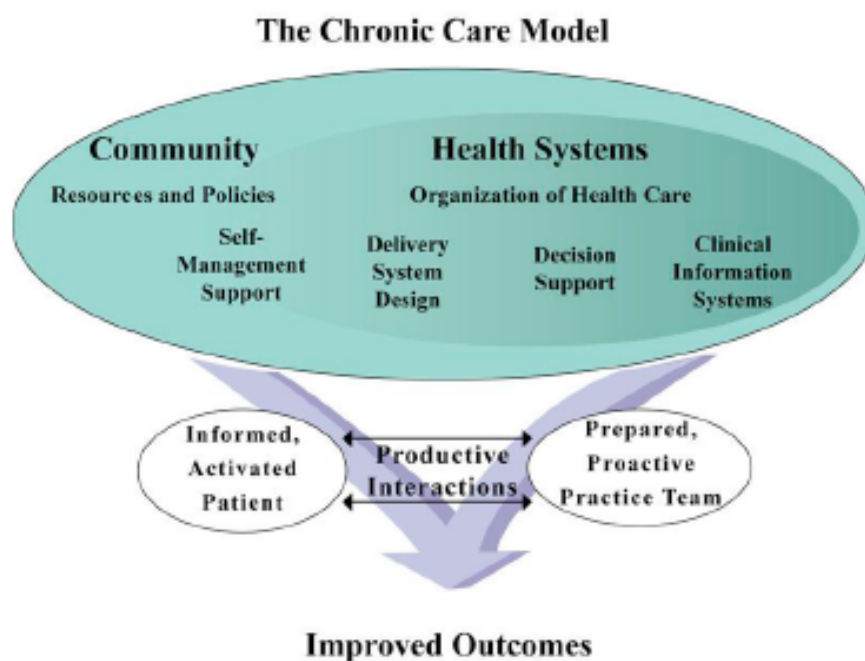 The Chronic Care Model
Community
Resources and Policies
Health Systems
Organization of Health Care
Self-
Management
Support
Delivery
System
Design
Decision
Support
Clinical
Information
Systems
Informed,
Activated
Patient
Productive
Interactions
Prepared,
Proactive
Practice Team
Improved Outcomes